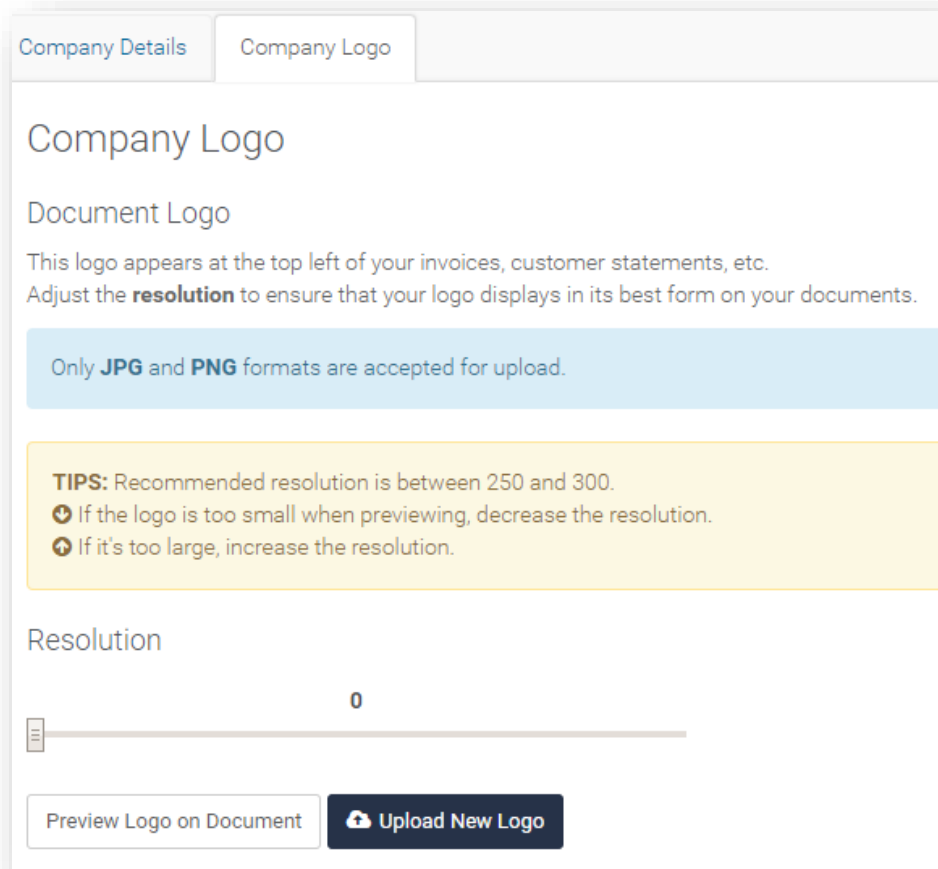 Company Details
Company Logo
Company Logo
Document Logo
This logo appears at the top left of your invoices, customer statements, etc.
Adjust the resolution to ensure that your logo displays in its best form on your documents.
Only JPG and PNG formats are accepted for upload.
TIPS: Recommended resolution is between 250 and 300.
If the logo is too small when previewing, decrease the resolution.
If it's too large, increase the resolution.
Resolution
0
Preview Logo on Document
Upload New Logo